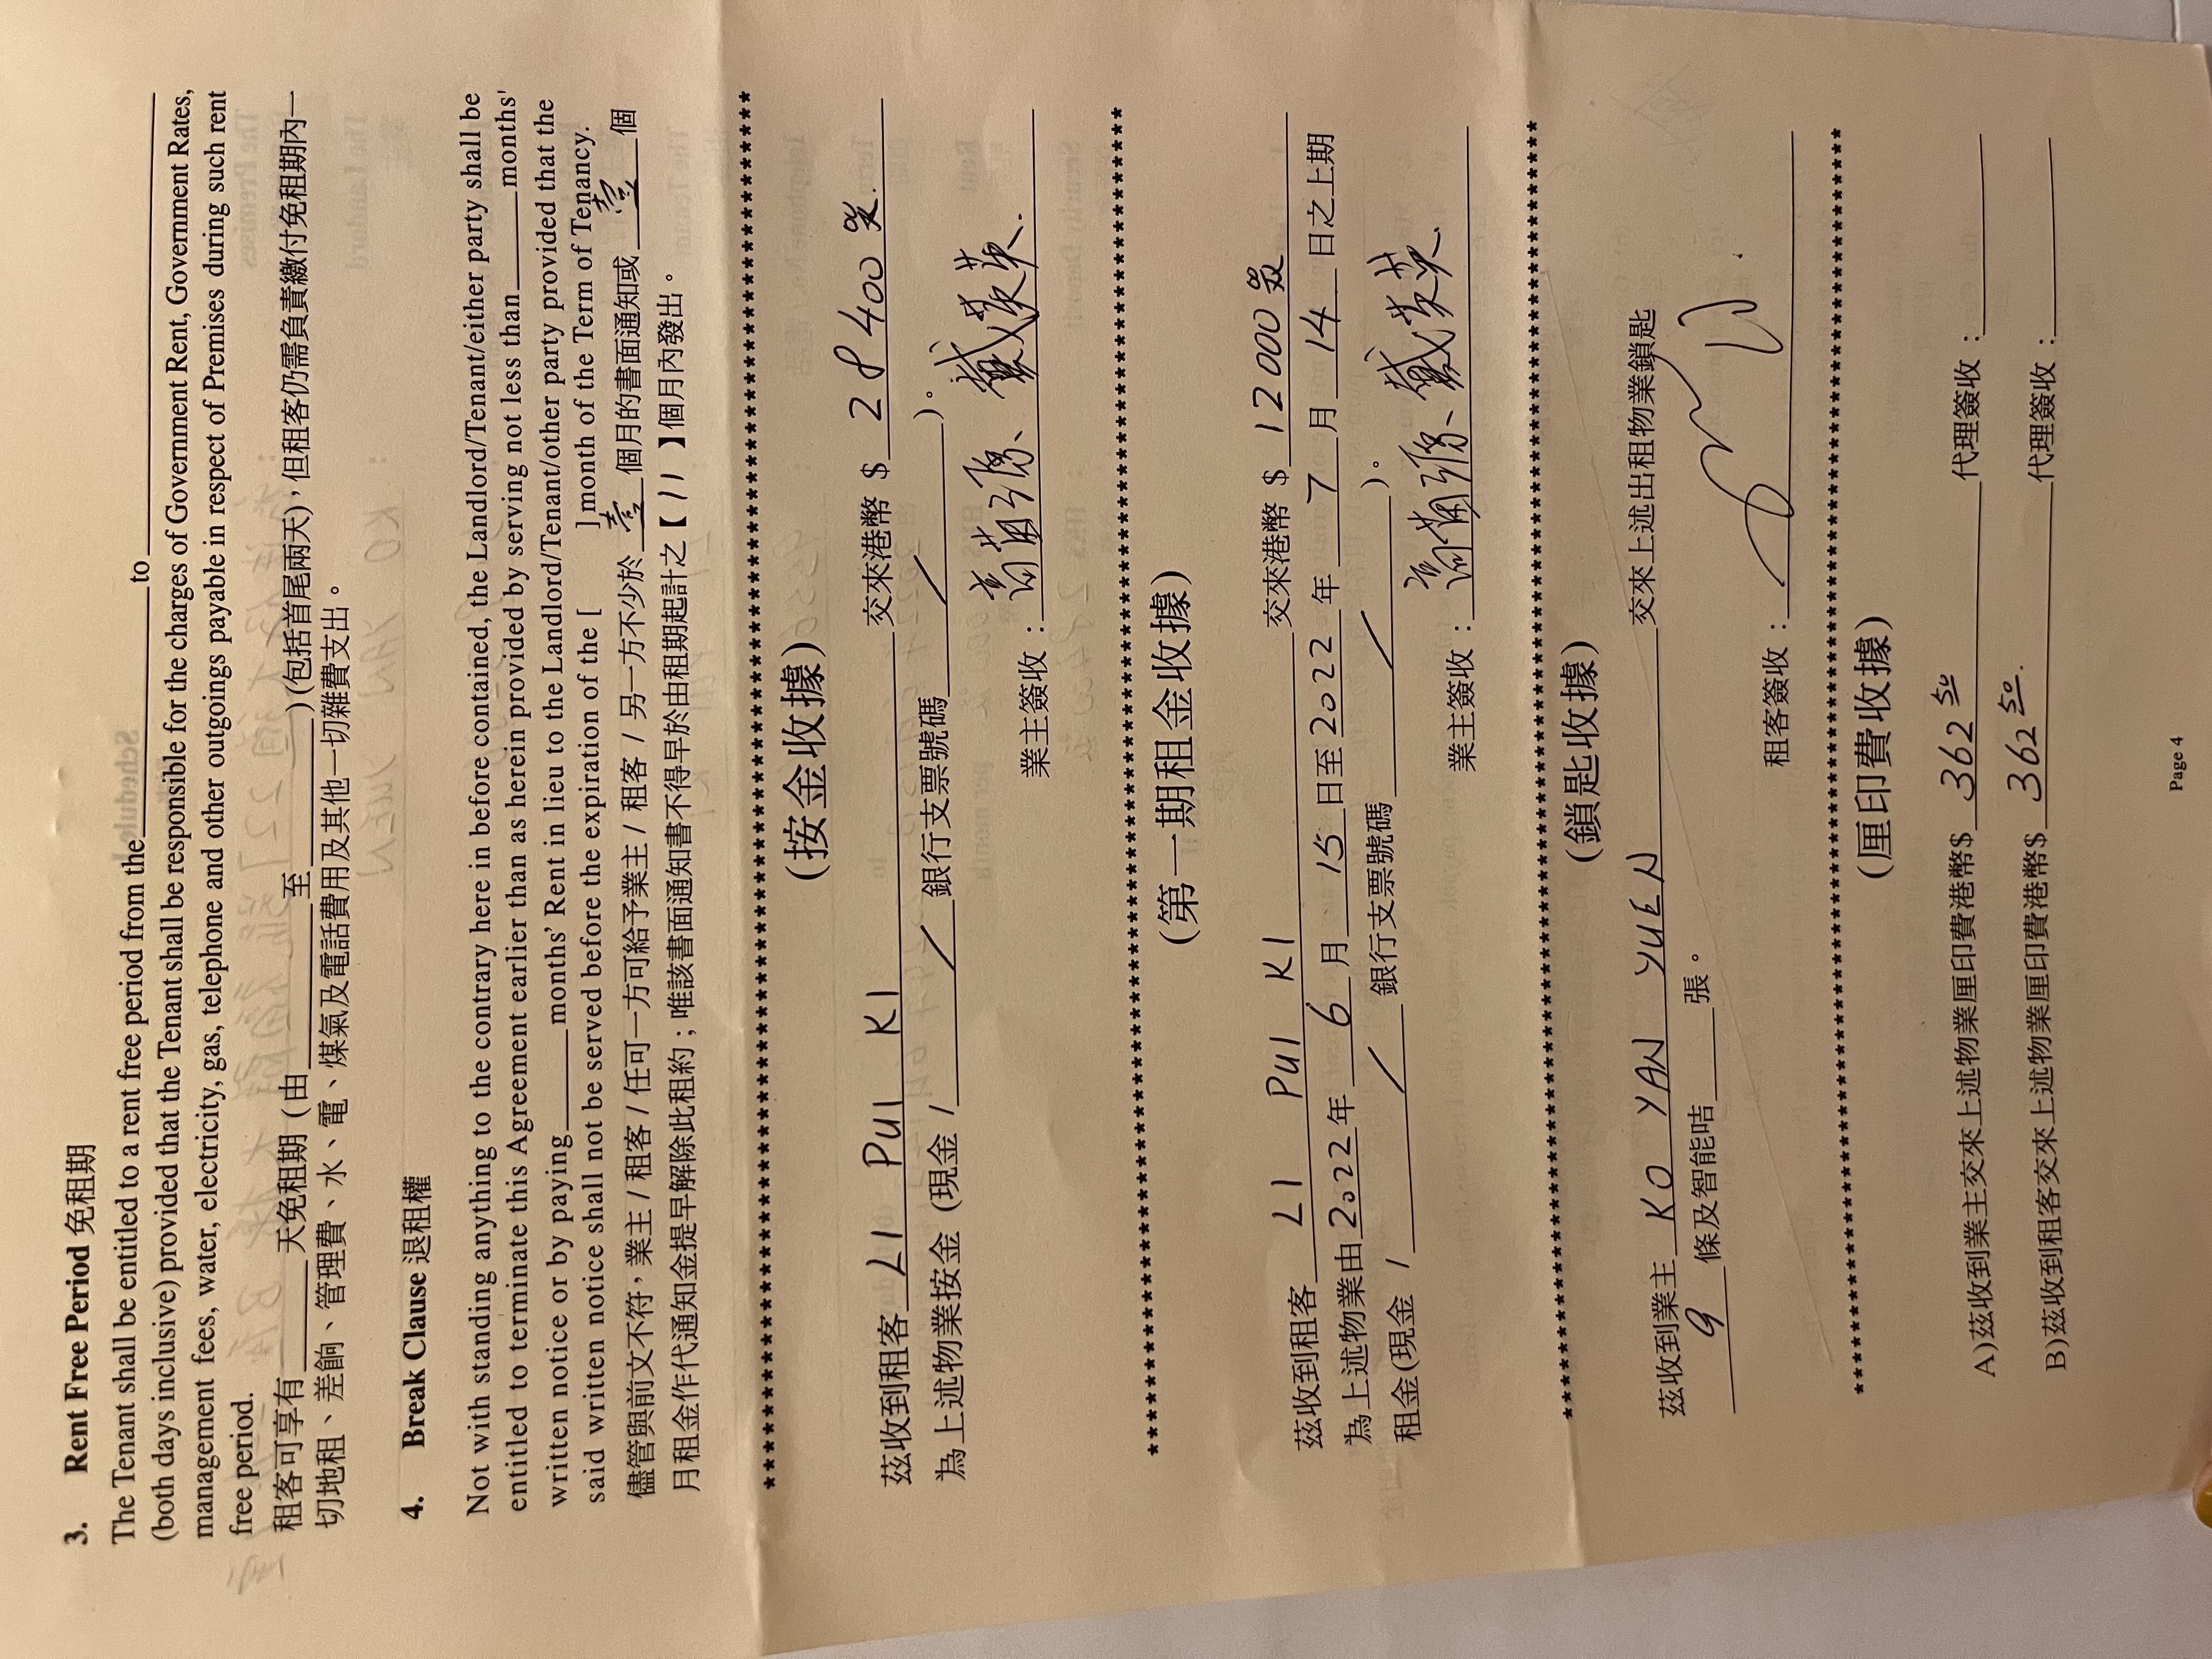 3. Rent Free Period 免租期
The Tenant shall be entitled to a rent free period from the____to____
(both days inclusive) provided that the Tenant shall be responsible for the charges of Government Rent, Government Rates,
management fees, water, electricity, gas, telephone and other outgoings payable in respect of Premises during such rent
free period.
租客可享有____天免租期 (由____至____) (包括首尾兩天)，但租客仍需負責繳付免租期內一
切地租、差餉、管理費、水、電、煤氣及電話費用及其他一切雜費支出。
4. Break Clause 退租權
Not with standing anything to the contrary here in before contained, the Landlord/Tenant/either party shall be
entitled to terminate this Agreement earlier than as herein provided by serving not less than____months'
written notice or by paying____months' Rent in lieu to the Landlord/Tenant/other party provided that the
said written notice shall not be served before the expiration of the [ ]month of the Term of Tenancy.
儘管與前文不符，業主 / 租客 / 任可一方可給予業主 / 租客 / 另一方不少於 壹 個月的書面通知或 壹 個
月租金作代通知金提早解除此租約；唯該書面通知書不得早於由租期起計之【 11 】個月內發出。
(按金收據)
茲收到租客 LI PUI KI 交來港幣 $ 28400
為上述物業按金 (現金 / / 銀行支票號碼 / )。
業主簽收：
(第一期租金收據)
茲收到租客 LI PUI KI 交來港幣 $ 12000
為上述物業由 2022 年 6 月 15 日至 2022 年 7 月 14 日之上期
租金(現金 / / 銀行支票號碼 / )。
業主簽收：
(鎖匙收據)
茲收到業主 KO YAN YUEN 交來上述出租物業鎖匙
9 條及智能咭____張。
租客簽收：
(厘印費收據)
A)茲收到業主交來上述物業厘印費港幣$ 362 50 代理簽收：
B)茲收到租客交來上述物業厘印費港幣$ 362 50. 代理簽收：
Page 4